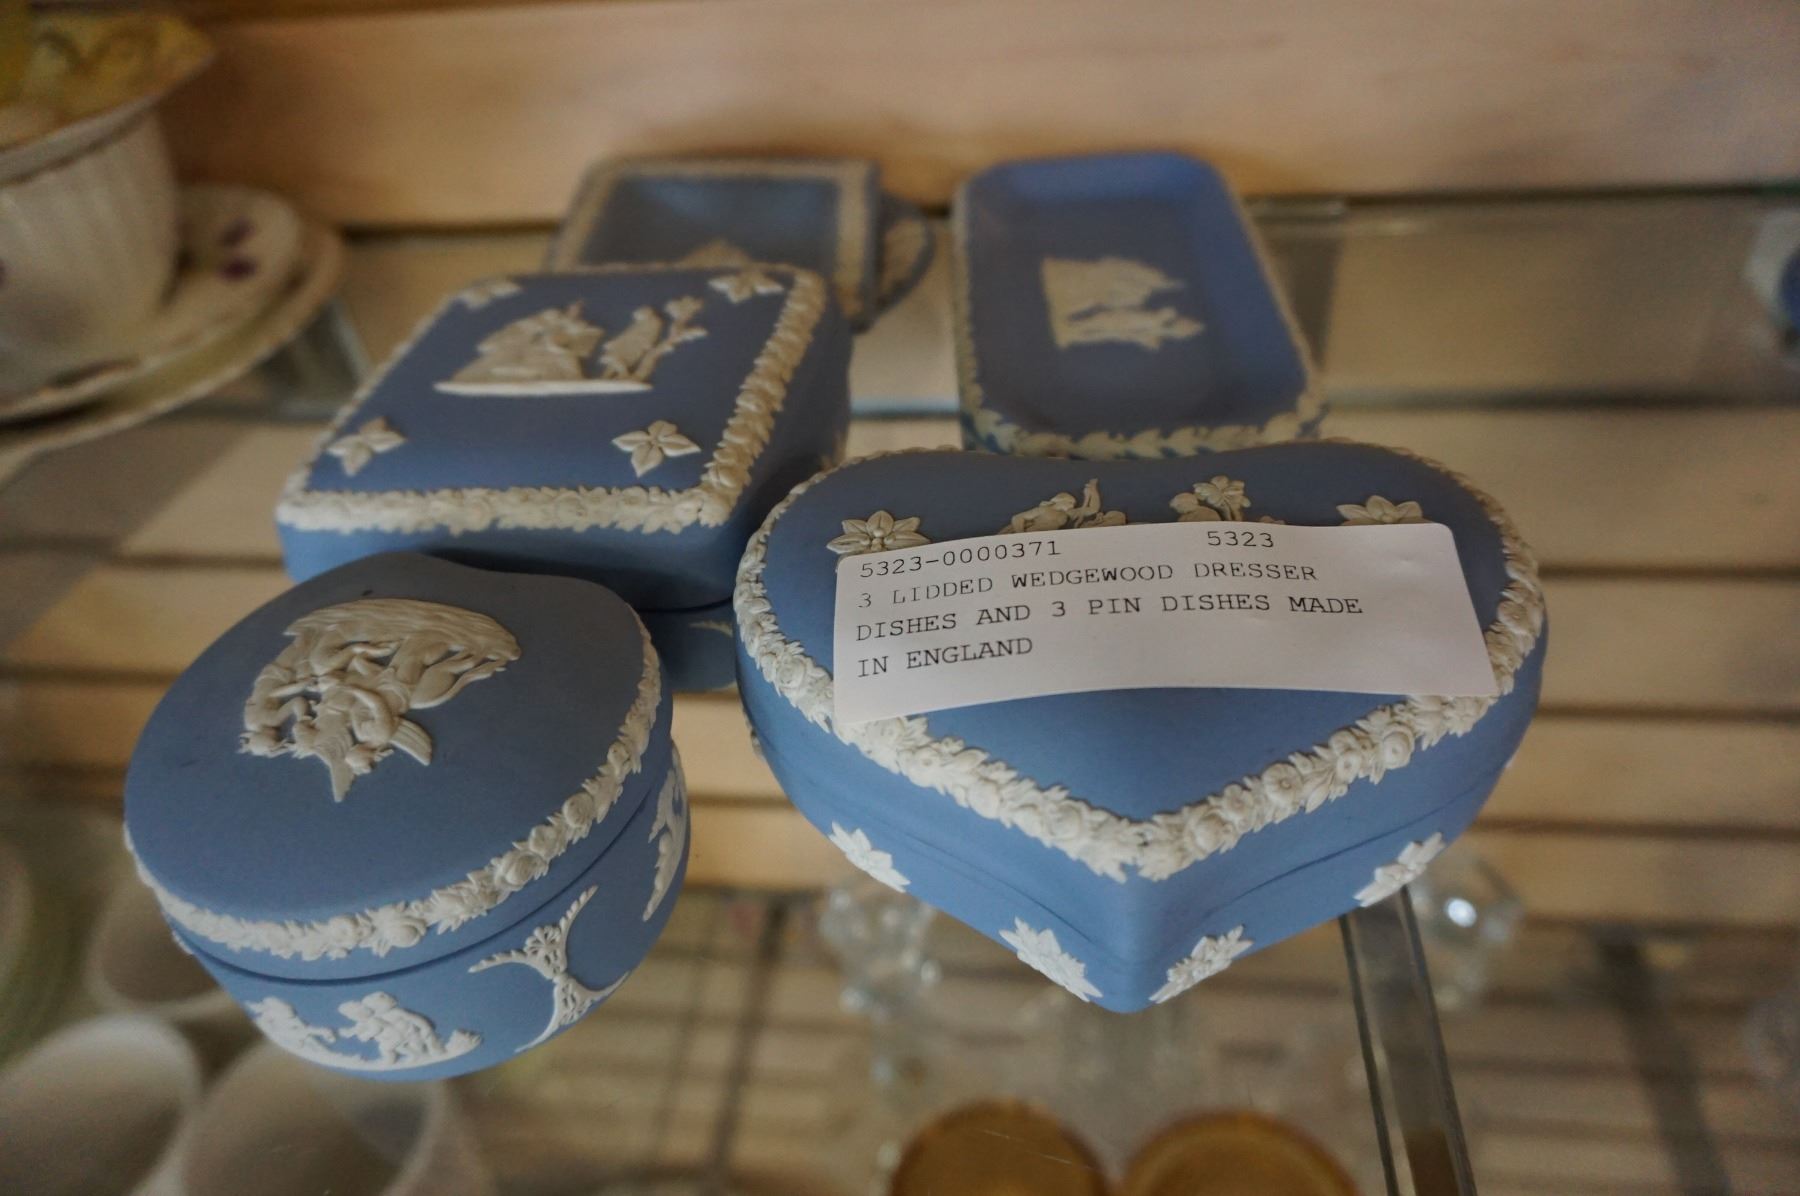 5323-0000371 5323
3 LIDDED WEDGEWOOD DRESSER
DISHES AND 3 PIN DISHES MADE
IN ENGLAND